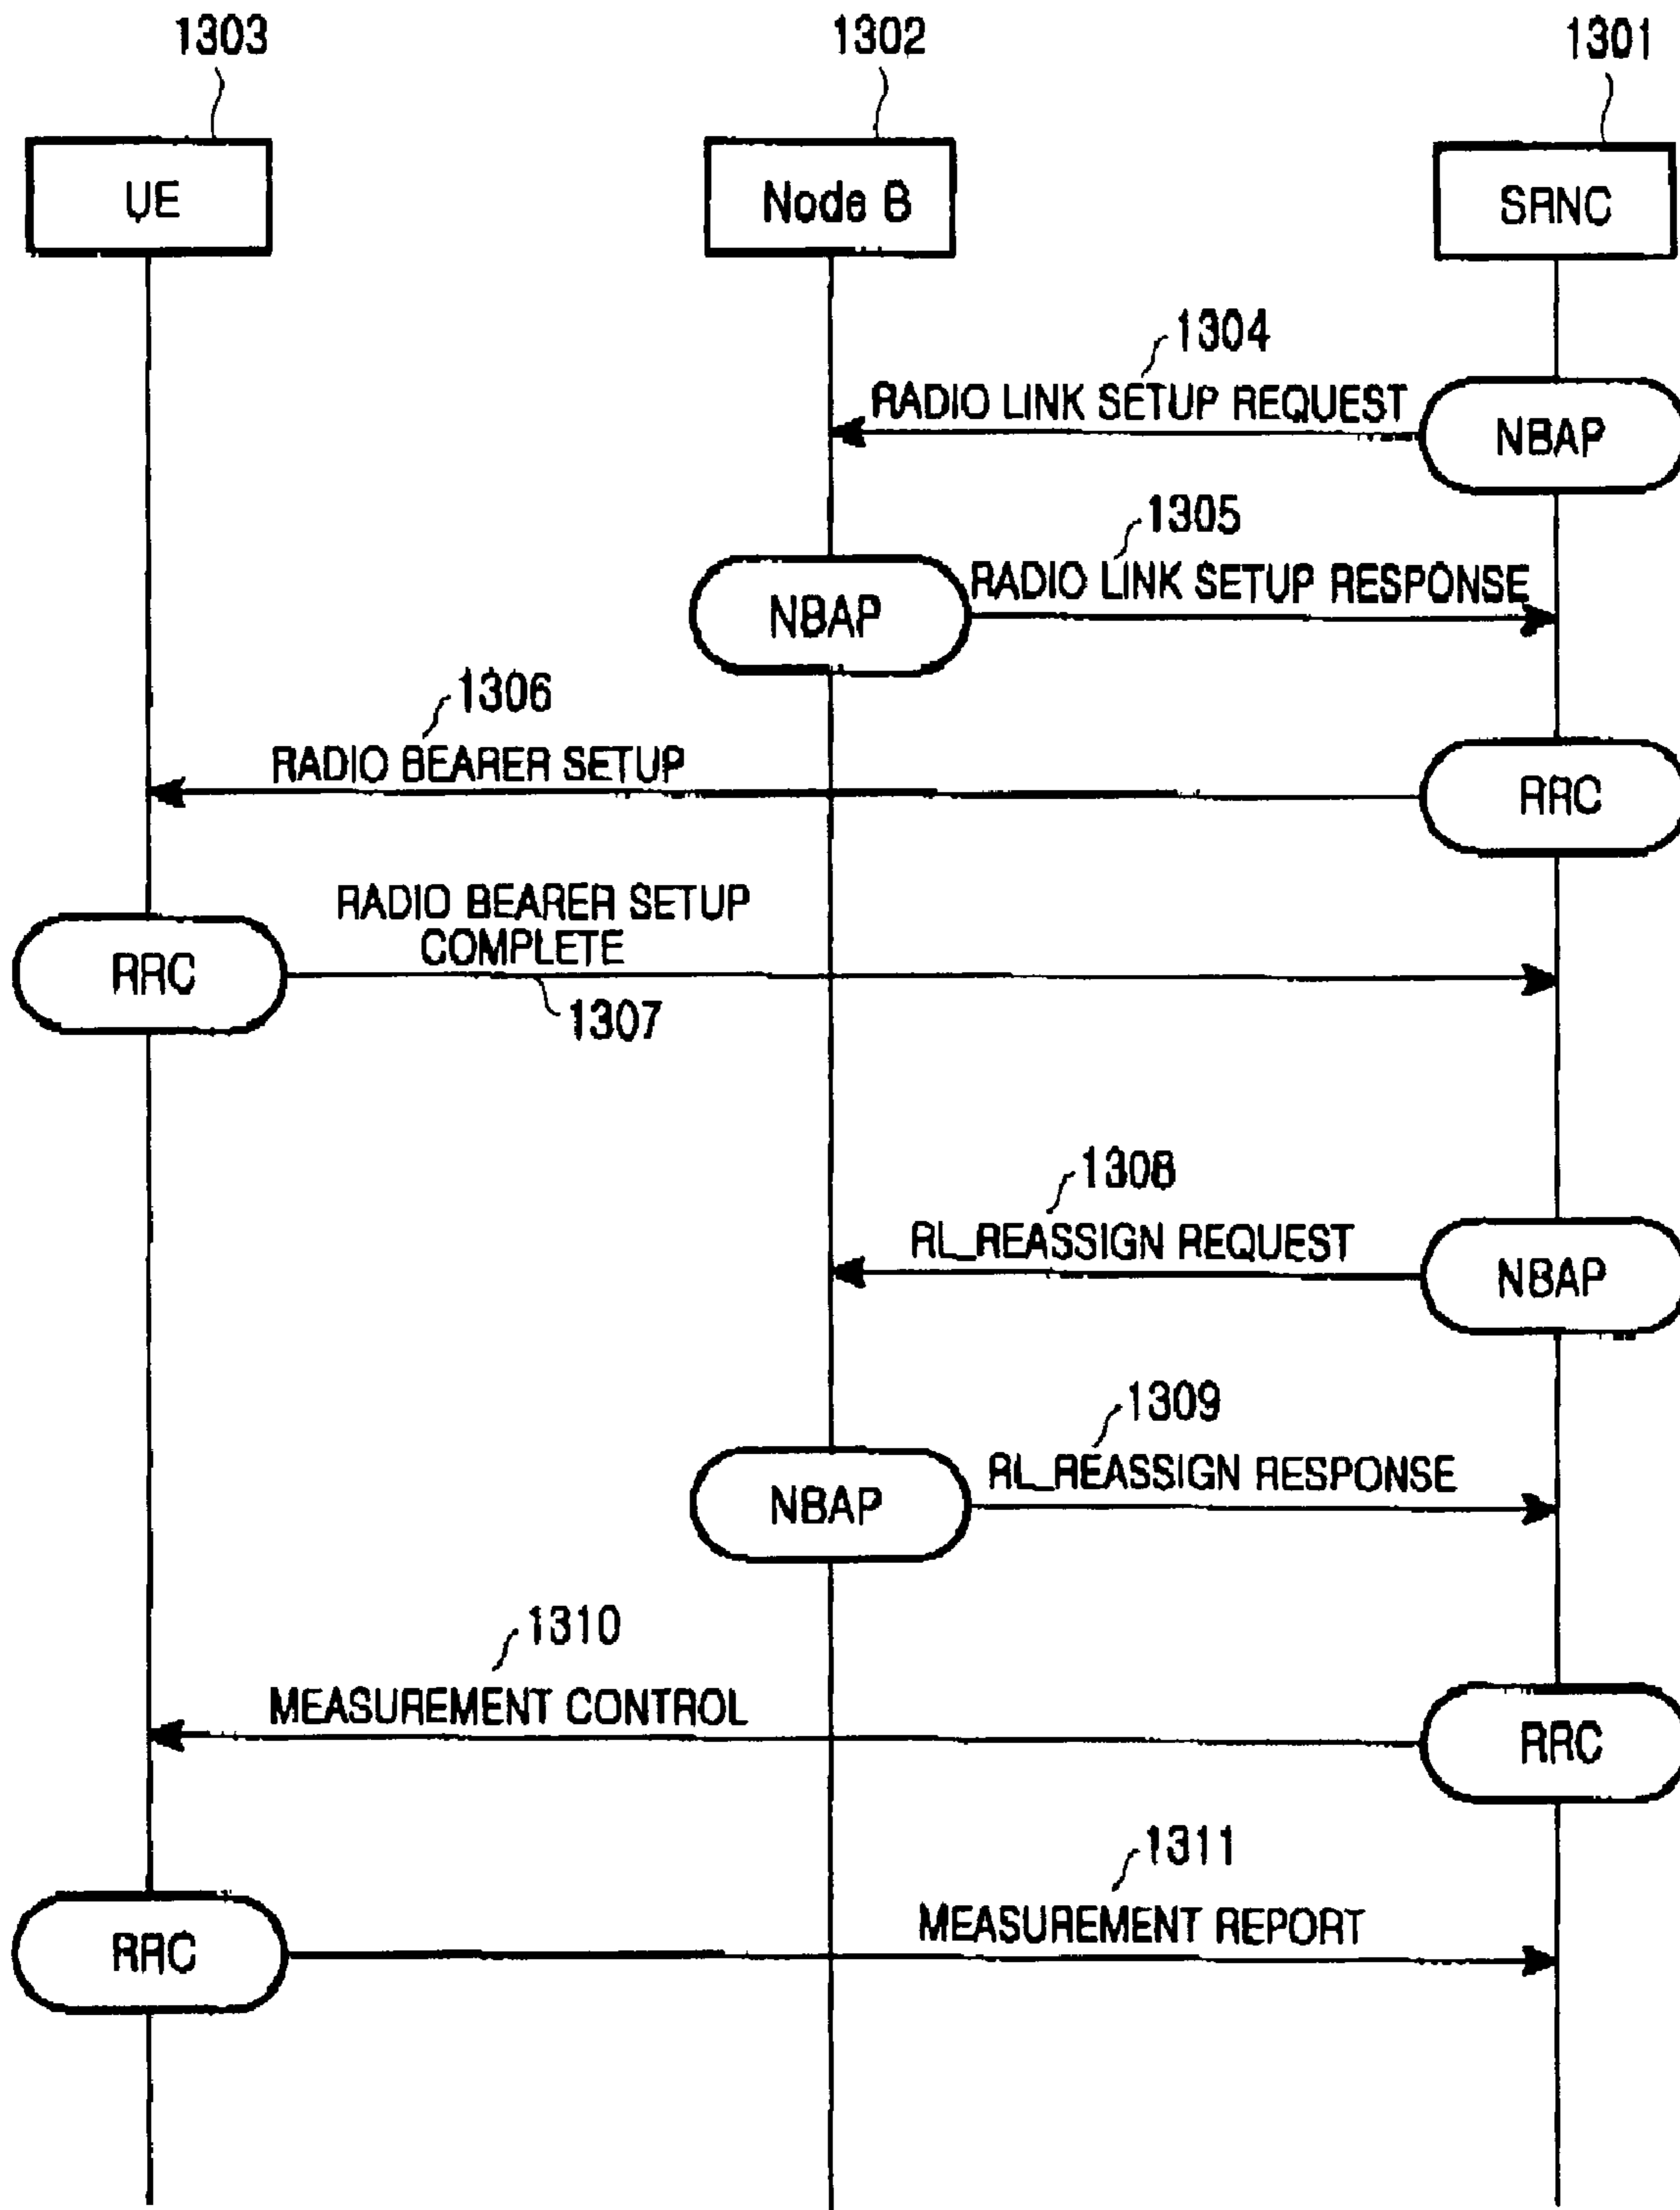 1303
1302
1301
UE
Node B
SRNC
1304
RADIO LINK SETUP REQUEST
NBAP
1305
NBAP
RADIO LINK SETUP RESPONSE
1306
RADIO BEARER SETUP
RRC
RADIO BEARER SETUP
COMPLETE
RRC
1307
1308
RL_REASSIGN REQUEST
NBAP
1309
RL_REASSIGN RESPONSE
NBAP
1310
MEASUREMENT CONTROL
RRC
1311
MEASUREMENT REPORT
RRC